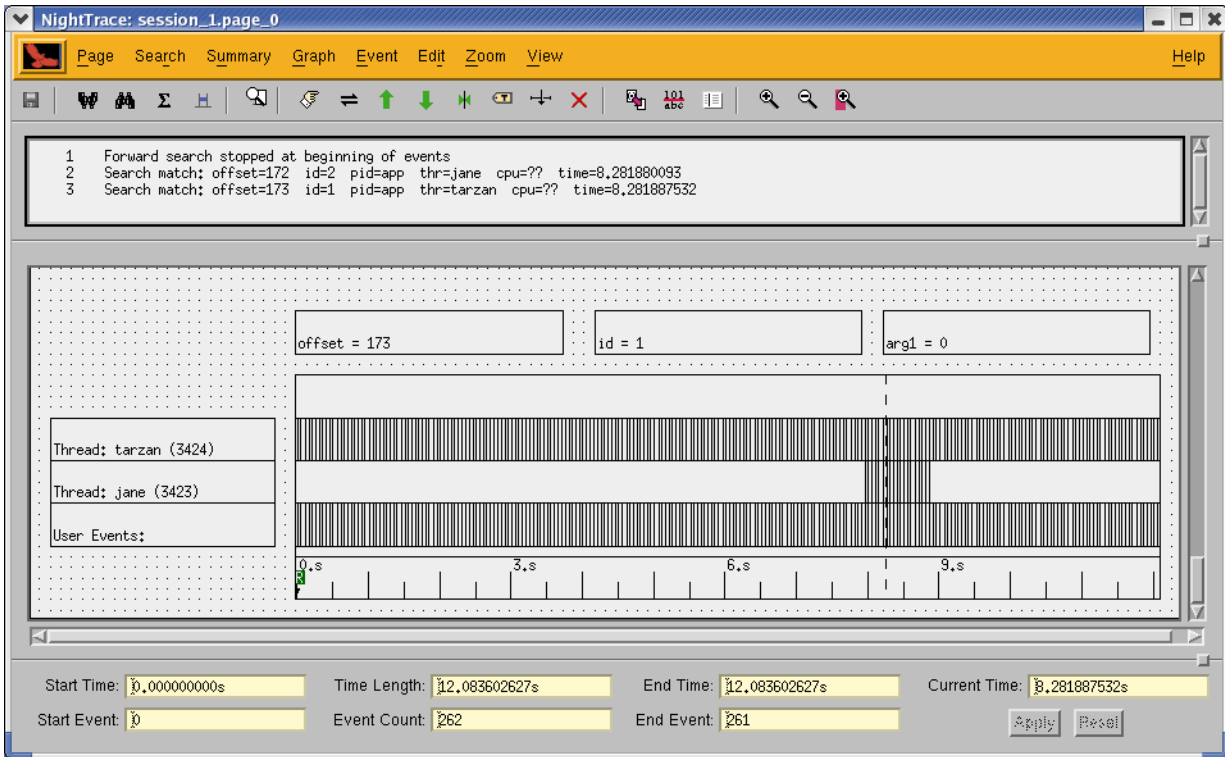 NightTrace: session_1.page_0
Page Search Summary Graph Event Edit Zoom View Help
101
abc
1 Forward search stopped at beginning of events
2 Search match: offset=172 id=2 pid=app thr=jane cpu=?? time=8.281880093
3 Search match: offset=173 id=1 pid=app thr=tarzan cpu=?? time=8.281887532
offset = 173 id = 1 arg1 = 0
Thread: tarzan (3424)
Thread: jane (3423)
User Events:
0.s 3.s 6.s 9.s
R
Start Time: 0.000000000s Time Length: 12.083602627s End Time: 12.083602627s Current Time: 8.281887532s
Start Event: 0 Event Count: 262 End Event: 261 Apply Reset